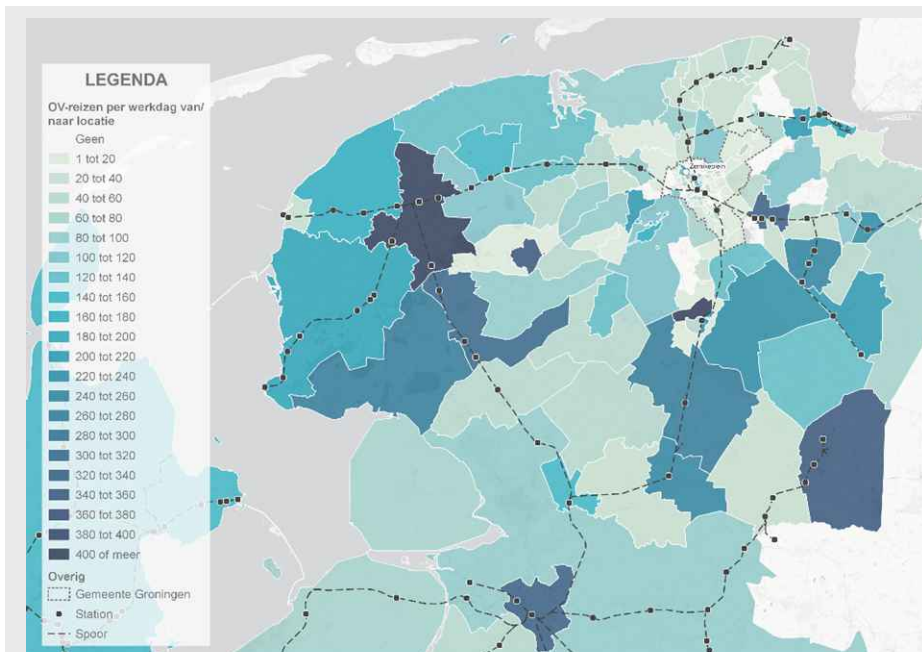 LEGENDA
OV-reizen per werkdag van/
naar locatie
Geen
1 tot 20
20 tot 40
40 tot 60
60 tot 80
80 tot 100
100 tot 120
120 tot 140
140 tot 160
160 tot 180
180 tot 200
200 tot 220
220 tot 240
240 tot 260
260 tot 280
280 tot 300
300 tot 320
320 tot 340
340 tot 360
360 tot 380
380 tot 400
400 of meer
Overig
Gemeente Groningen
Station
Spoor
Zernikeplein